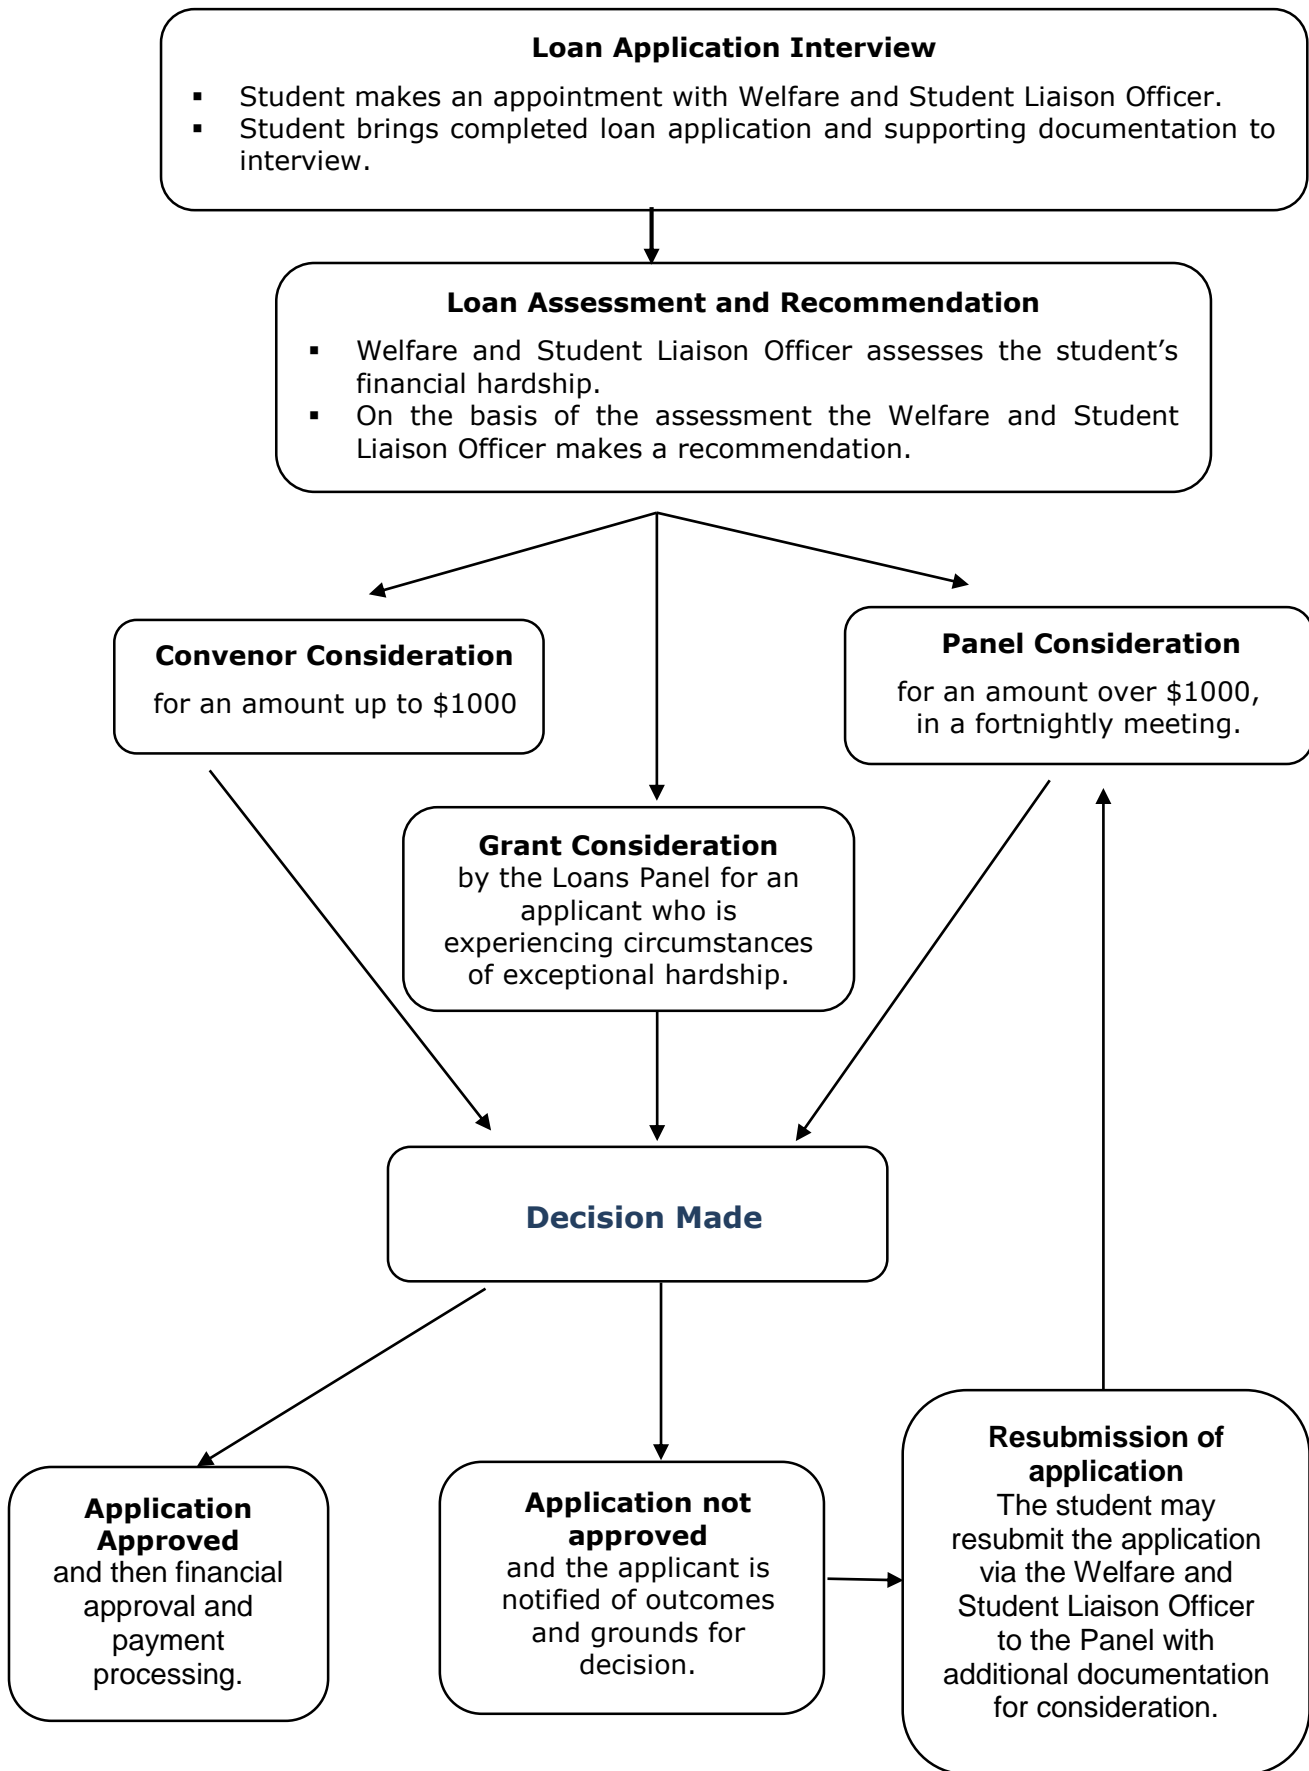 Loan Application Interview
▪ Student makes an appointment with Welfare and Student Liaison Officer.
▪ Student brings completed loan application and supporting documentation to
interview.
Loan Assessment and Recommendation
▪ Welfare and Student Liaison Officer assesses the student’s
financial hardship.
▪ On the basis of the assessment the Welfare and Student
Liaison Officer makes a recommendation.
Convenor Consideration
for an amount up to $1000
Panel Consideration
for an amount over $1000,
in a fortnightly meeting.
Grant Consideration
by the Loans Panel for an
applicant who is
experiencing circumstances
of exceptional hardship.
Decision Made
Application
Approved
and then financial
approval and
payment
processing.
Application not
approved
and the applicant is
notified of outcomes
and grounds for
decision.
Resubmission of
application
The student may
resubmit the application
via the Welfare and
Student Liaison Officer
to the Panel with
additional documentation
for consideration.